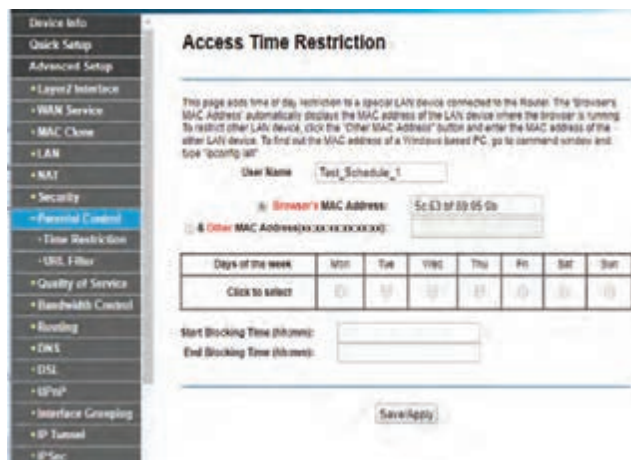 Device Info
Quick Setup
Advanced Setup
•Layer2 Interface
•WAN Service
•MAC Clone
•LAN
•NAT
•Security
•Parental Control
•Time Restriction
•URL Filter
•Quality of Service
•Bandwidth Control
•Routing
•DNS
•DSL
•UPnP
•Interface Grouping
•IP Tunnel
•IPSec
Access Time Restriction
This page adds time of day restriction to a special LAN device connected to the Router. The 'Browser's
MAC Address' automatically displays the MAC address of the LAN device where the browser is running.
To restrict other LAN device, click the "Other MAC Address" button and enter the MAC address of the
other LAN device. To find out the MAC address of a Windows based PC, go to command window and
type "ipconfig /all".
User Name Test_Schedule_1
Browser's MAC Address:
& Other MAC Address(xx:xx:xx:xx:xx:xx):
Days of the week Mon Tue Wed Thu Fri Sat Sun
Click to select
Start Blocking Time (hh:mm):
End Blocking Time (hh:mm):
Save/Apply